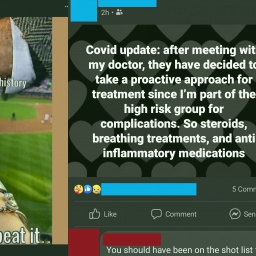 history
peat it
2h
Covid update: after meeting wit
my doctor, they have decided to
take a proactive approach for
treatment since I'm part of the
high risk group for
complications. So steroids,
breathing treatments, and anti
inflammatory medications
5 Comm
Like
Comment
Sen
You should have been on the shot list